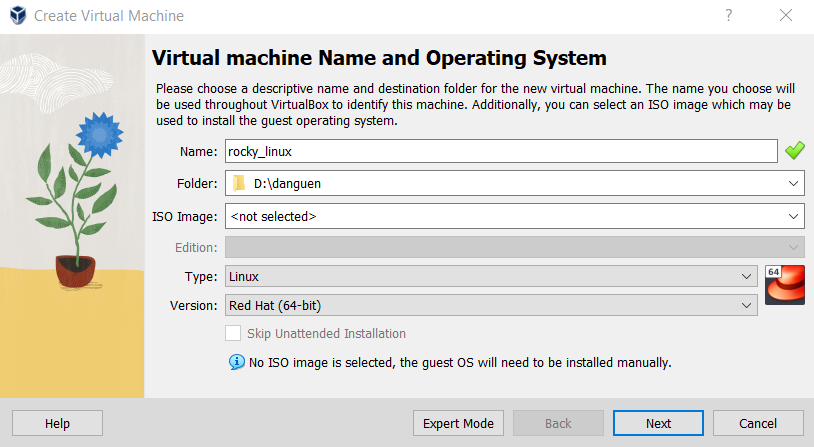 Create Virtual Machine ?
Virtual machine Name and Operating System
Please choose a descriptive name and destination folder for the new virtual machine. The name you choose will
be used throughout VirtualBox to identify this machine. Additionally, you can select an ISO image which may be
used to install the guest operating system.
Name: rocky_linux
Folder: D:\danguen
ISO Image: <not selected>
Edition:
Type: Linux
64
Version: Red Hat (64-bit)
Skip Unattended Installation
No ISO image is selected, the guest OS will need to be installed manually.
Help Expert Mode Back Next Cancel